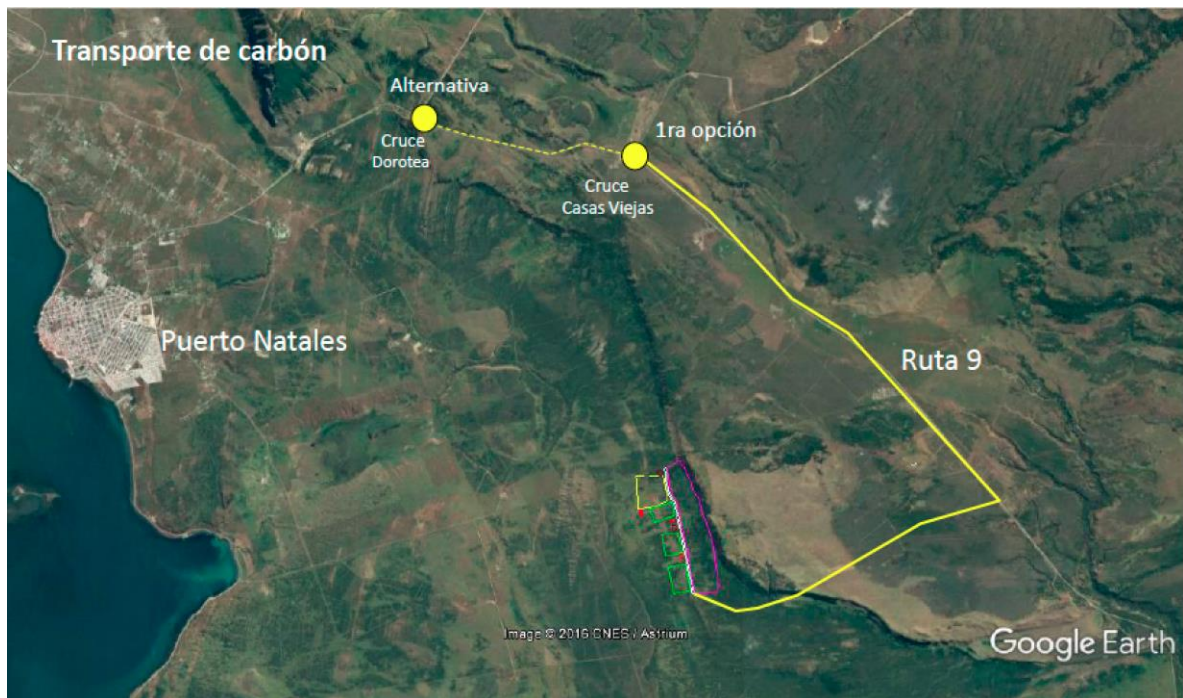 Transporte de carbón
Alternativa
Cruce
Dorotea
1ra opción
Cruce
Casas Viejas
Puerto Natales
Ruta 9
Image © 2016 CNES / Astrium
Google Earth